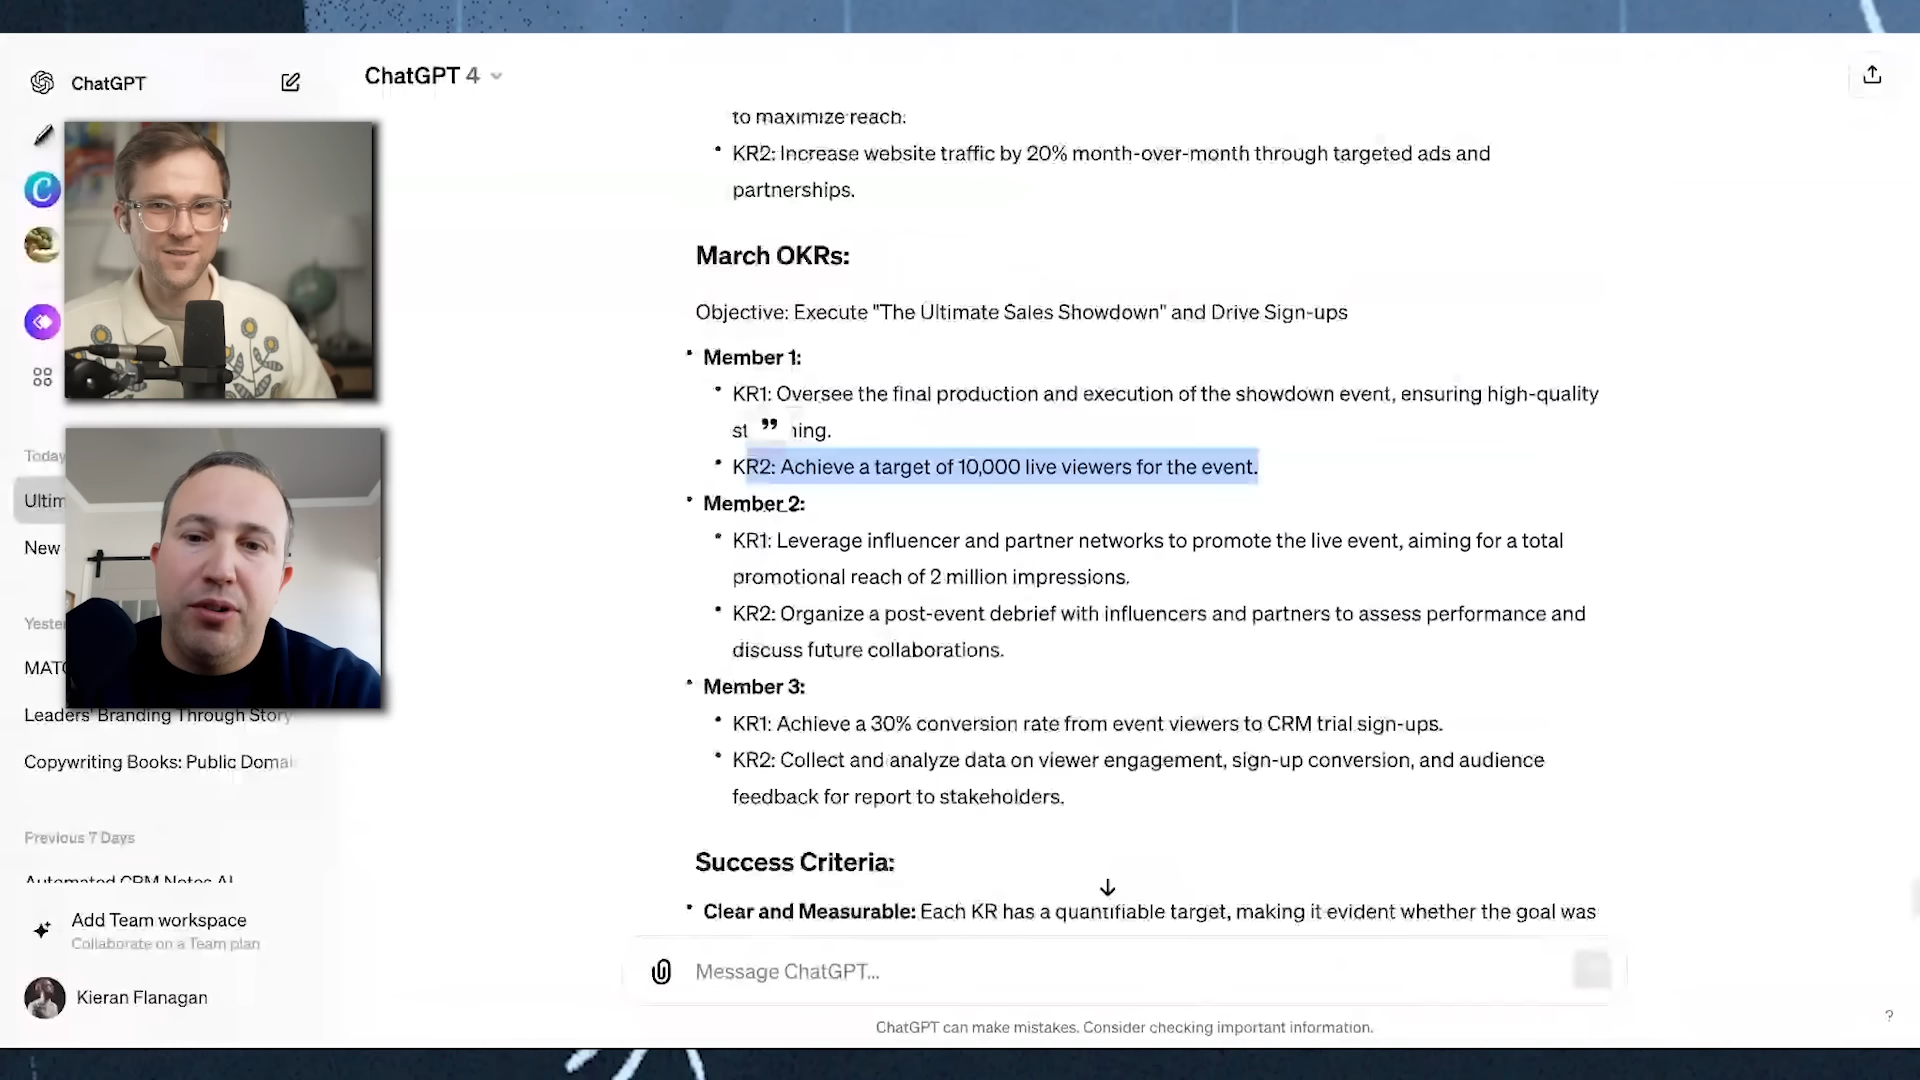 ChatGPT
ChatGPT 4
to maximize reach.
KR2: Increase website traffic by 20% month-over-month through targeted ads and
partnerships.
March OKRs:
Objective: Execute "The Ultimate Sales Showdown" and Drive Sign-ups
Member 1:
KR1: Oversee the final production and execution of the showdown event, ensuring high-quality
KR2: Achieve a target of 10,000 live viewers for the event.
Member 2:
KR1: Leverage influencer and partner networks to promote the live event, aiming for a total
promotional reach of 2 million impressions.
KR2: Organize a post-event debrief with influencers and partners to assess performance and
discuss future collaborations.
Member 3:
KR1: Achieve a 30% conversion rate from event viewers to CRM trial sign-ups.
KR2: Collect and analyze data on viewer engagement, sign-up conversion, and audience
feedback for report to stakeholders.
Success Criteria:
Clear and Measurable: Each KR has a quantifiable target, making it evident whether the goal was
Message ChatGPT...
ChatGPT can make mistakes. Consider checking important information.
?
Today
Ultim
New
Yester
MATC
Leaders' Branding Through Story
Copywriting Books: Public Domai
Previous 7 Days
Automated CRM Notes AI
Add Team workspace
Collaborate on a Team plan
Kieran Flanagan